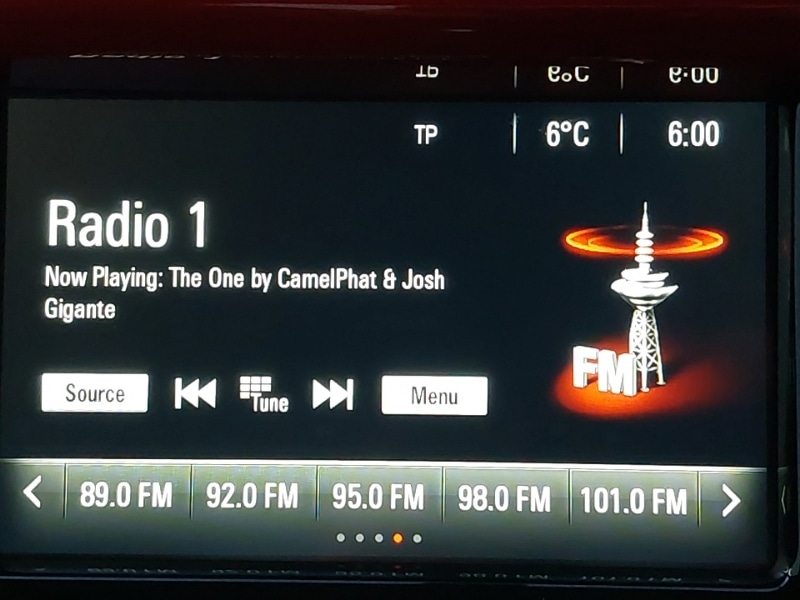 TP 6°C 6:00
Radio 1
Now Playing: The One by CamelPhat & Josh
Gigante
FM
Source Tune Menu
89.0 FM 92.0 FM 95.0 FM 98.0 FM 101.0 FM